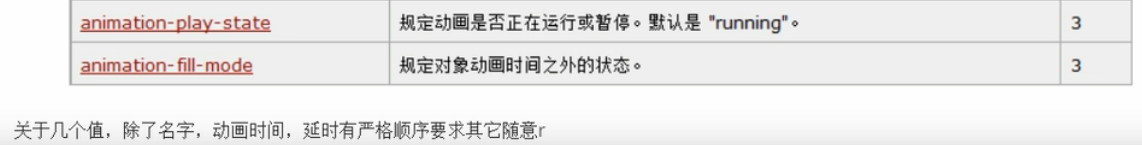 animation-play-state 规定动画是否正在运行或暂停。默认是 "running"。 3
animation-fill-mode 规定对象动画时间之外的状态。 3
关于几个值，除了名字，动画时间，延时有严格顺序要求其它随意r